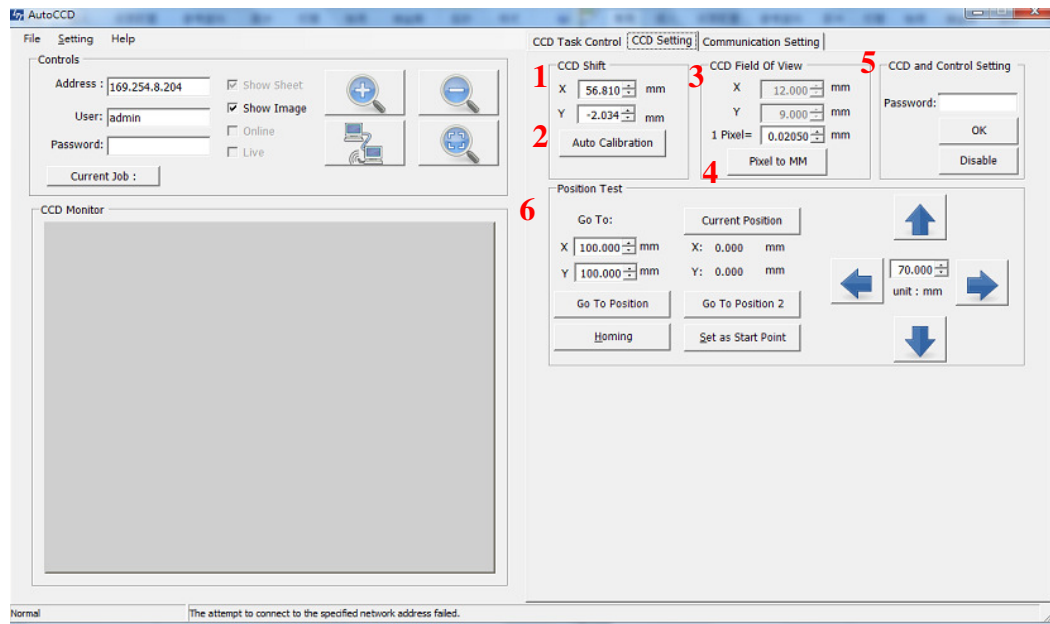 AutoCCD
File Setting Help
Controls
Address : 169.254.8.204
User: admin
Password:
Current Job :
Show Sheet
Show Image
Online
Live
CCD Monitor
CCD Task Control CCD Setting Communication Setting
1 CCD Shift
X 56.810 mm
Y -2.034 mm
2 Auto Calibration
3 CCD Field Of View
X 12.000 mm
Y 9.000 mm
1 Pixel= 0.02050 mm
4 Pixel to MM
5 CCD and Control Setting
Password:
OK
Disable
6 Position Test
Go To:
X 100.000 mm
Y 100.000 mm
Go To Position
Homing
Current Position
X: 0.000 mm
Y: 0.000 mm
Go To Position 2
Set as Start Point
70.000
unit : mm
Normal The attempt to connect to the specified network address failed.